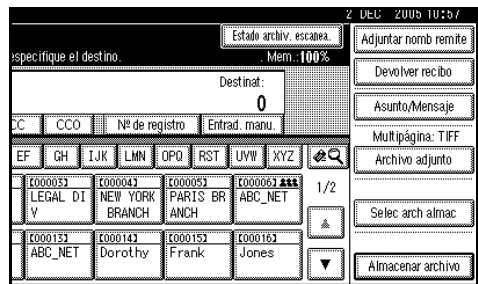 2 DEC 2005 10:57
Estado archiv. escanea.
Adjuntar nomb remite
especifique el destino.
Mem.:100%
Devolver recibo
Destinat:
0
Asunto/Mensaje
CC CCO Nº de registro Entrad. manu.
Multipágina: TIFF
Archivo adjunto
EF GH IJK LMN OPQ RST UVW XYZ
1/2
[00003] [00004] [00005] [00006]
LEGAL DI NEW YORK PARIS BR ABC_NET
V BRANCH ANCH
Selec arch almac
[00013] [00014] [00015] [00016]
ABC_NET Dorothy Frank Jones
Almacenar archivo